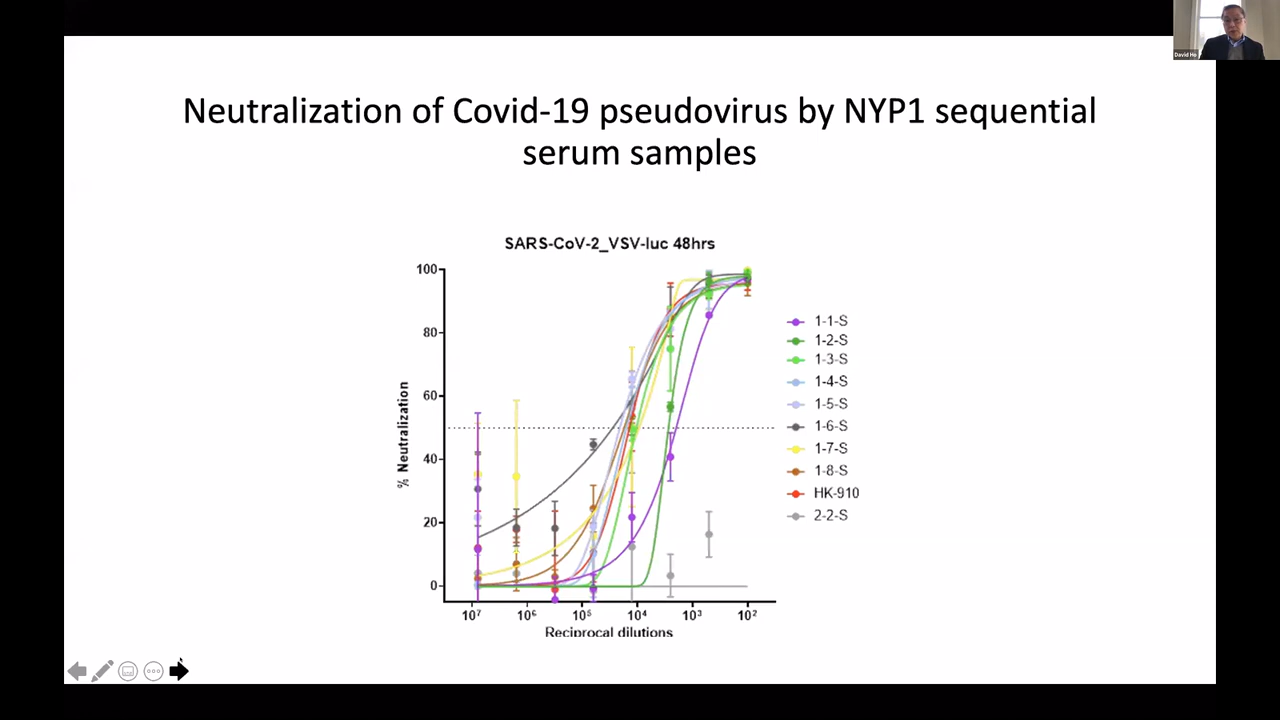 David Ho
Neutralization of Covid-19 pseudovirus by NYP1 sequential
serum samples
SARS-CoV-2_VSV-luc 48hrs
% Neutralization
100
80
60
40
20
0
10⁷ 10⁶ 10⁵ 10⁴ 10³ 10²
Reciprocal dilutions
1-1-S
1-2-S
1-3-S
1-4-S
1-5-S
1-6-S
1-7-S
1-8-S
HK-910
2-2-S